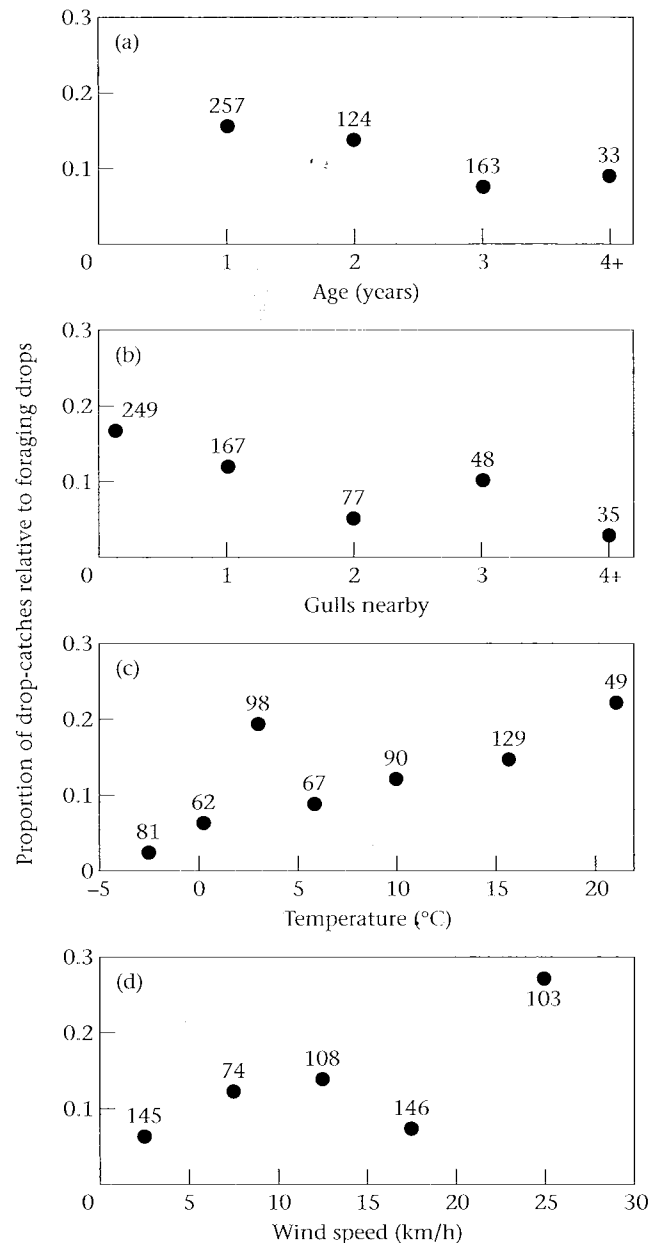 Proportion of drop-catches relative to foraging drops
(a)
0.3
0.2
0.1
0
257
124
163
33
1 2 3 4+
Age (years)
(b)
0.3
0.2
0.1
0
249
167
77
48
35
1 2 3 4+
Gulls nearby
(c)
0.3
0.2
0.1
0
81
62
98
67
90
129
49
–5 0 5 10 15 20
Temperature (°C)
(d)
0.3
0.2
0.1
0
145
74
108
146
103
5 10 15 20 25 30
Wind speed (km/h)